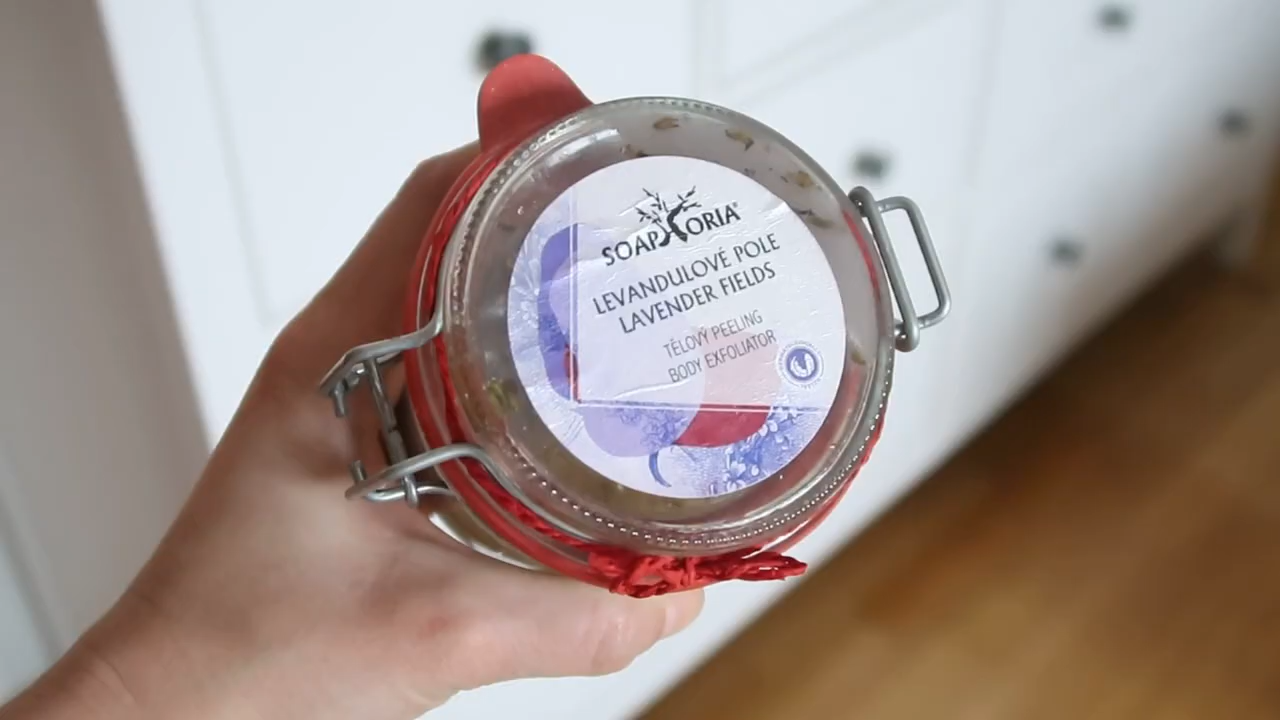 SOAPHORIA®
LEVANDULOVÉ POLE
LAVENDER FIELDS
TĚLOVÝ PEELING
BODY EXFOLIATOR